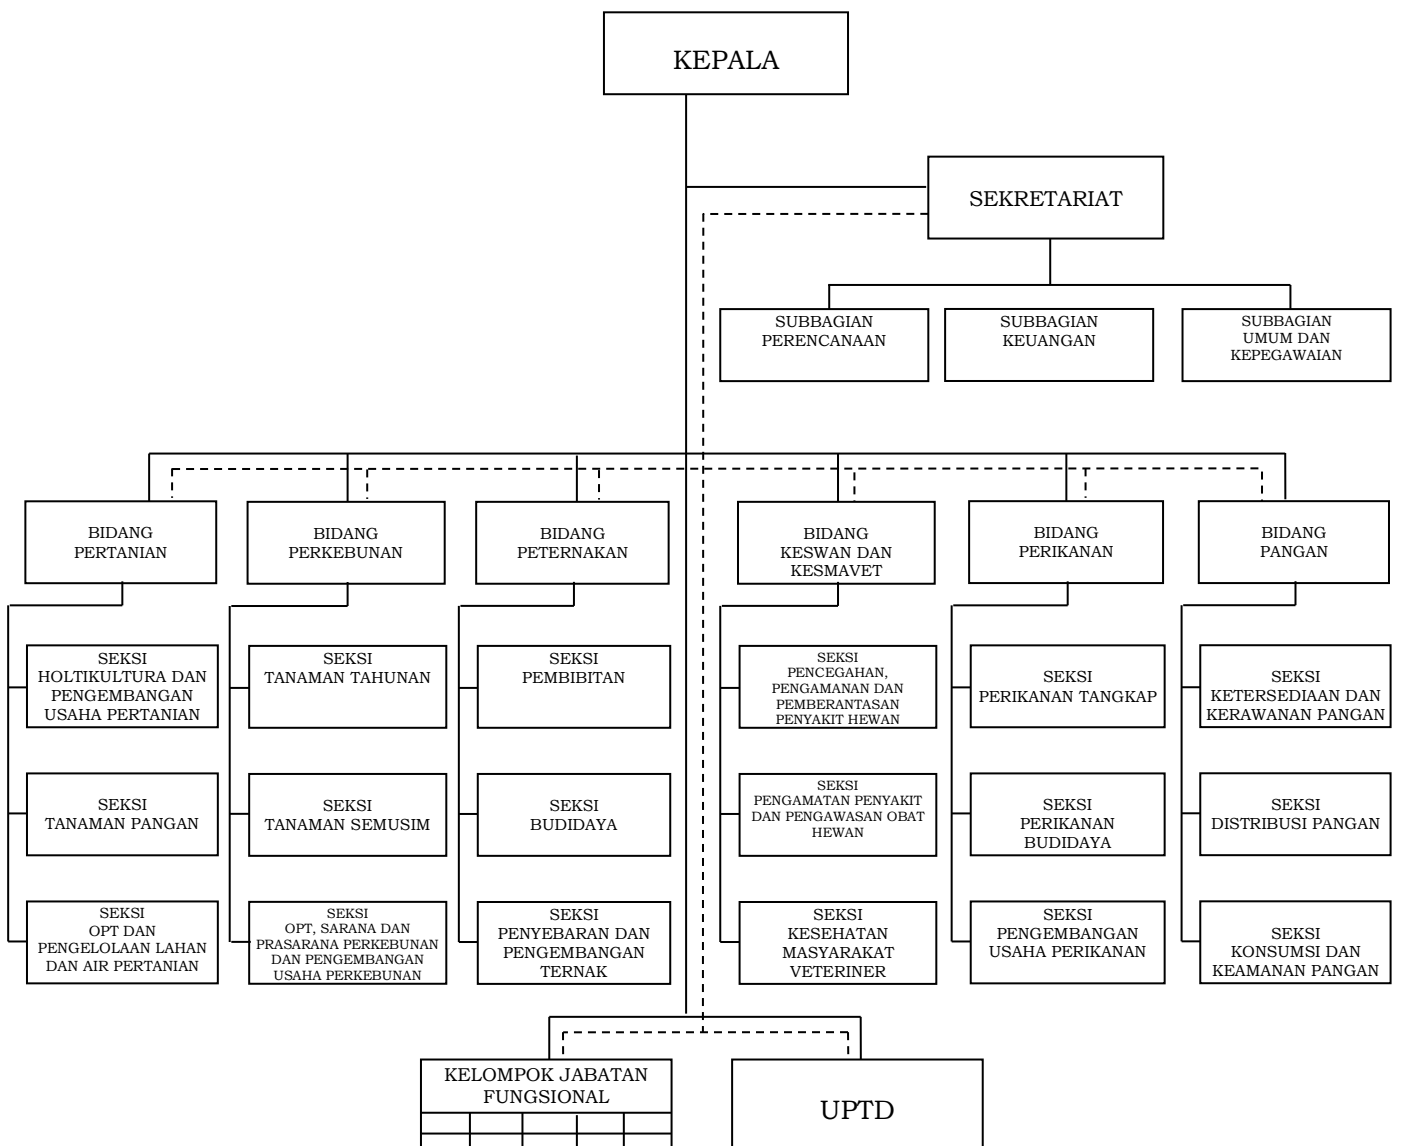 KEPALA
SEKRETARIAT
SUBBAGIAN
PERENCANAAN
SUBBAGIAN
KEUANGAN
SUBBAGIAN
UMUM DAN
KEPEGAWAIAN
BIDANG
PERTANIAN
BIDANG
PERKEBUNAN
BIDANG
PETERNAKAN
BIDANG
KESWAN DAN
KESMAVET
BIDANG
PERIKANAN
BIDANG
PANGAN
SEKSI
HOLTIKULTURA DAN
PENGEMBANGAN
USAHA PERTANIAN
SEKSI
TANAMAN TAHUNAN
SEKSI
PEMBIBITAN
SEKSI
PENCEGAHAN,
PENGAMANAN DAN
PEMBERANTASAN
PENYAKIT HEWAN
SEKSI
PERIKANAN TANGKAP
SEKSI
KETERSEDIAAN DAN
KERAWANAN PANGAN
SEKSI
TANAMAN PANGAN
SEKSI
TANAMAN SEMUSIM
SEKSI
BUDIDAYA
SEKSI
PENGAMATAN PENYAKIT
DAN PENGAWASAN OBAT
HEWAN
SEKSI
PERIKANAN
BUDIDAYA
SEKSI
DISTRIBUSI PANGAN
SEKSI
OPT DAN
PENGELOLAAN LAHAN
DAN AIR PERTANIAN
SEKSI
OPT, SARANA DAN
PRASARANA PERKEBUNAN
DAN PENGEMBANGAN
USAHA PERKEBUNAN
SEKSI
PENYEBARAN DAN
PENGEMBANGAN
TERNAK
SEKSI
KESEHATAN
MASYARAKAT
VETERINER
SEKSI
PENGEMBANGAN
USAHA PERIKANAN
SEKSI
KONSUMSI DAN
KEAMANAN PANGAN
KELOMPOK JABATAN
FUNGSIONAL
UPTD